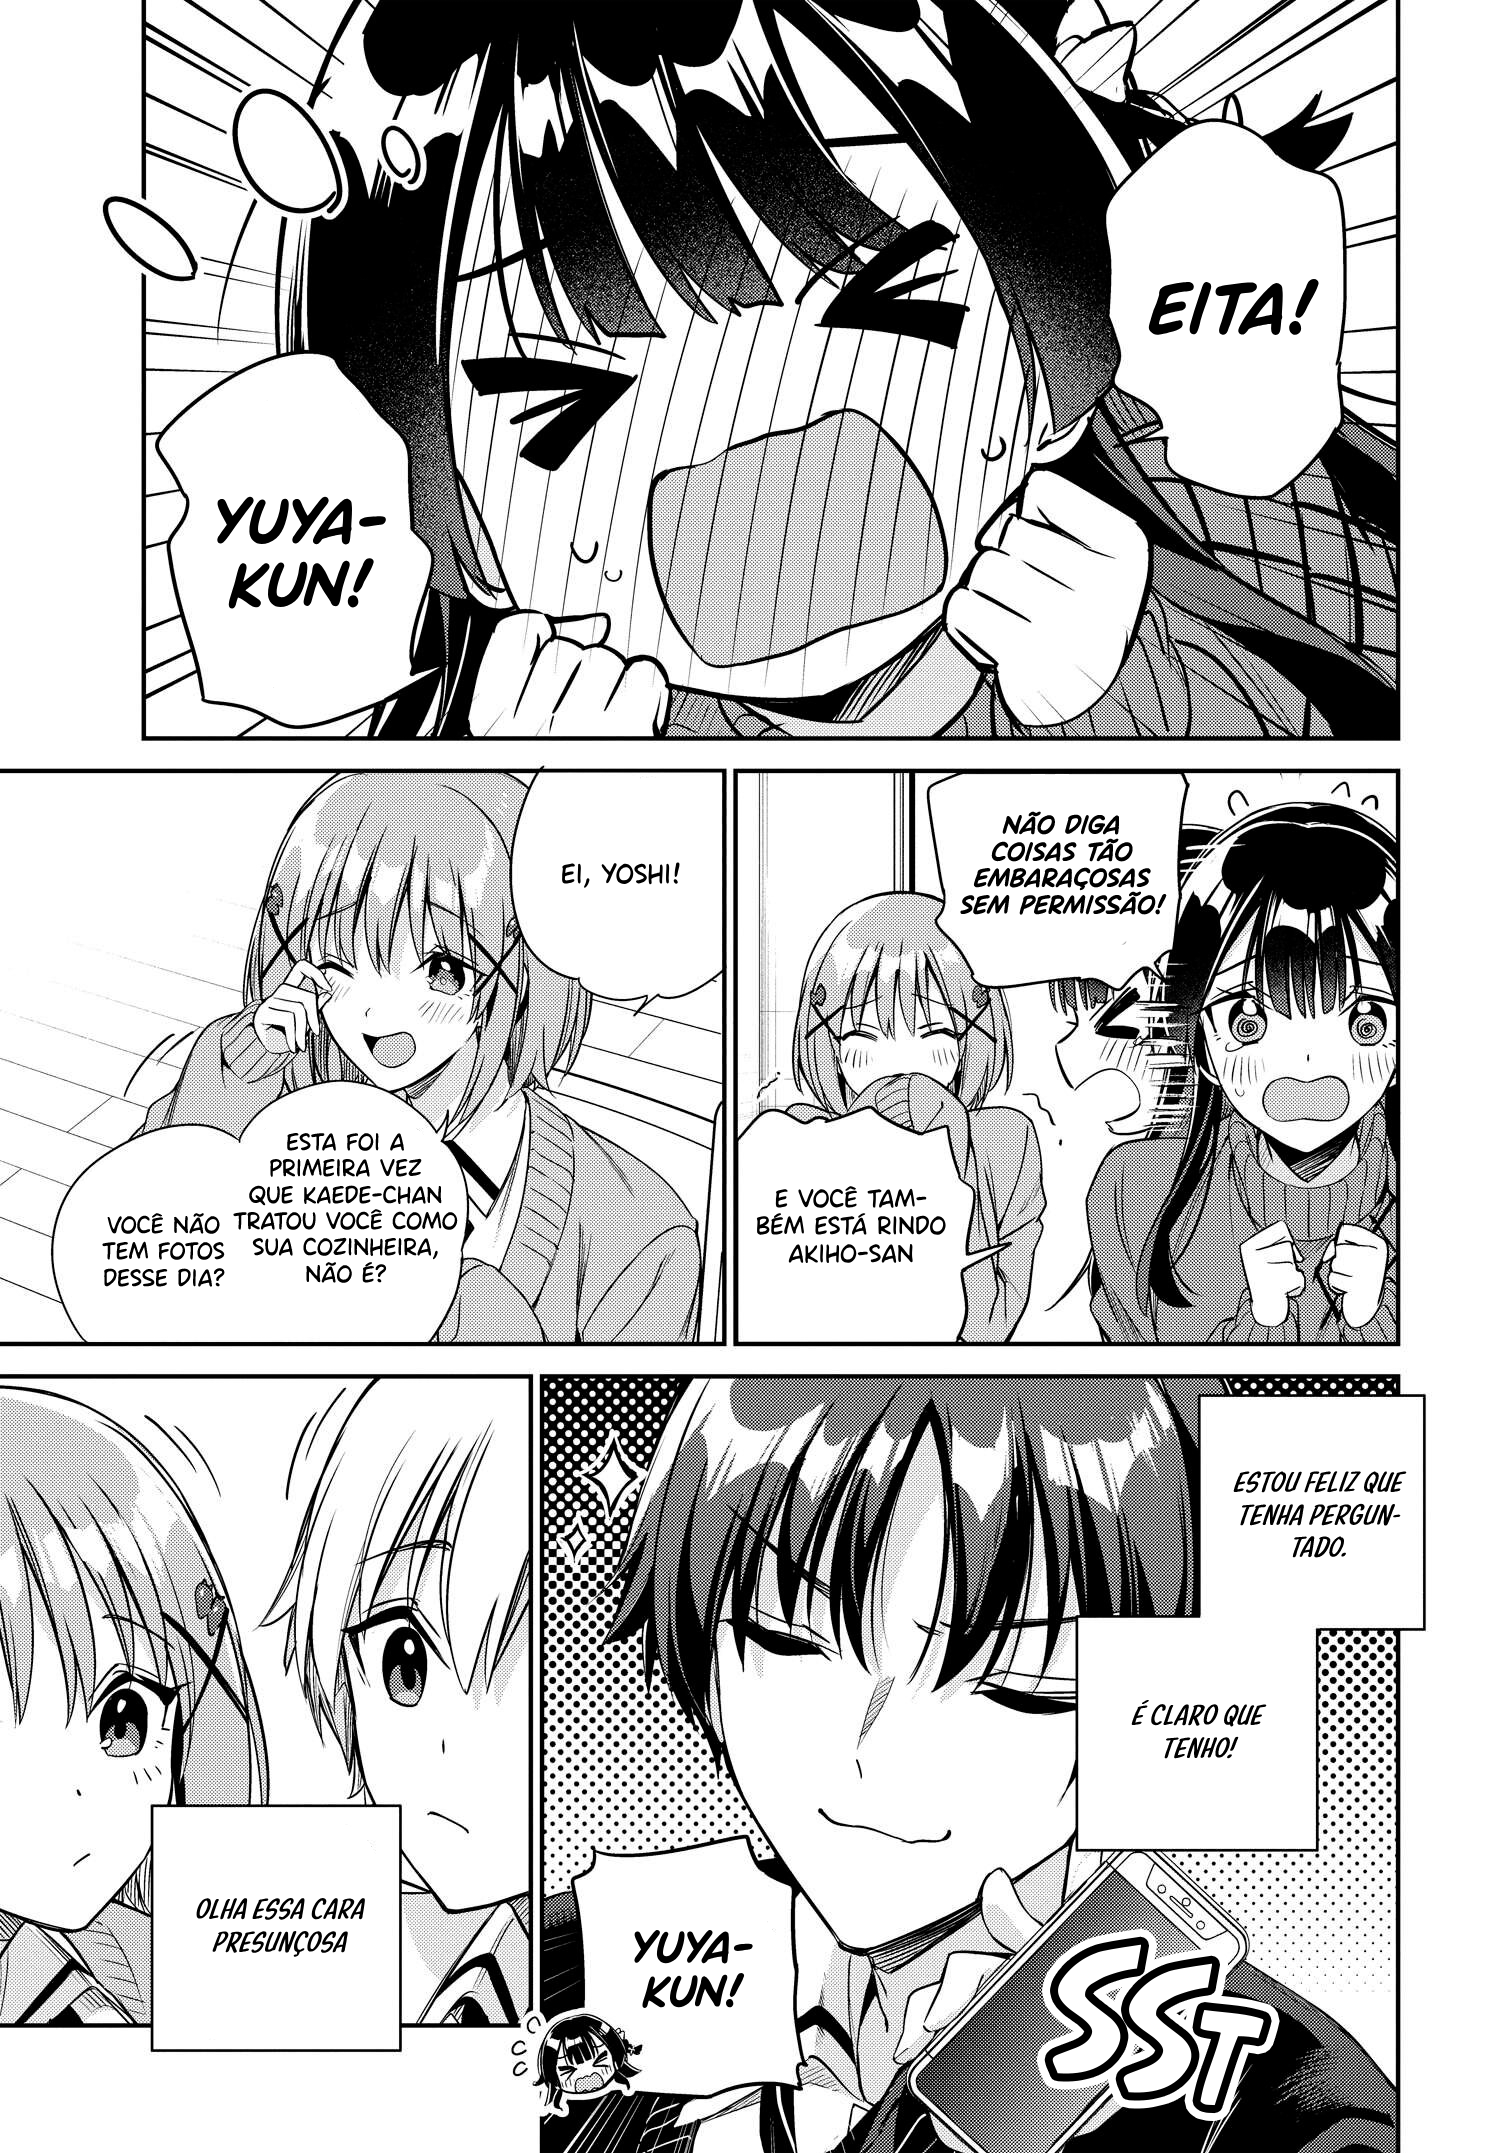 EITA!
YUYA-
KUN!
NÃO DIGA
COISAS TÃO
EMBARAÇOSAS
SEM PERMISSÃO!
E VOCÊ TAM-
BÉM ESTÁ RINDO
AKIHO-SAN
EI, YOSHI!
ESTA FOI A
PRIMEIRA VEZ
QUE KAEDE-CHAN
TRATOU VOCÊ COMO
SUA COZINHEIRA,
NÃO É?
VOCÊ NÃO
TEM FOTOS
DESSE DIA?
ESTOU FELIZ QUE
TENHA PERGUN-
TADO.
É CLARO QUE
TENHO!
SST
YUYA-
KUN!
OLHA ESSA CARA
PRESUNÇOSA